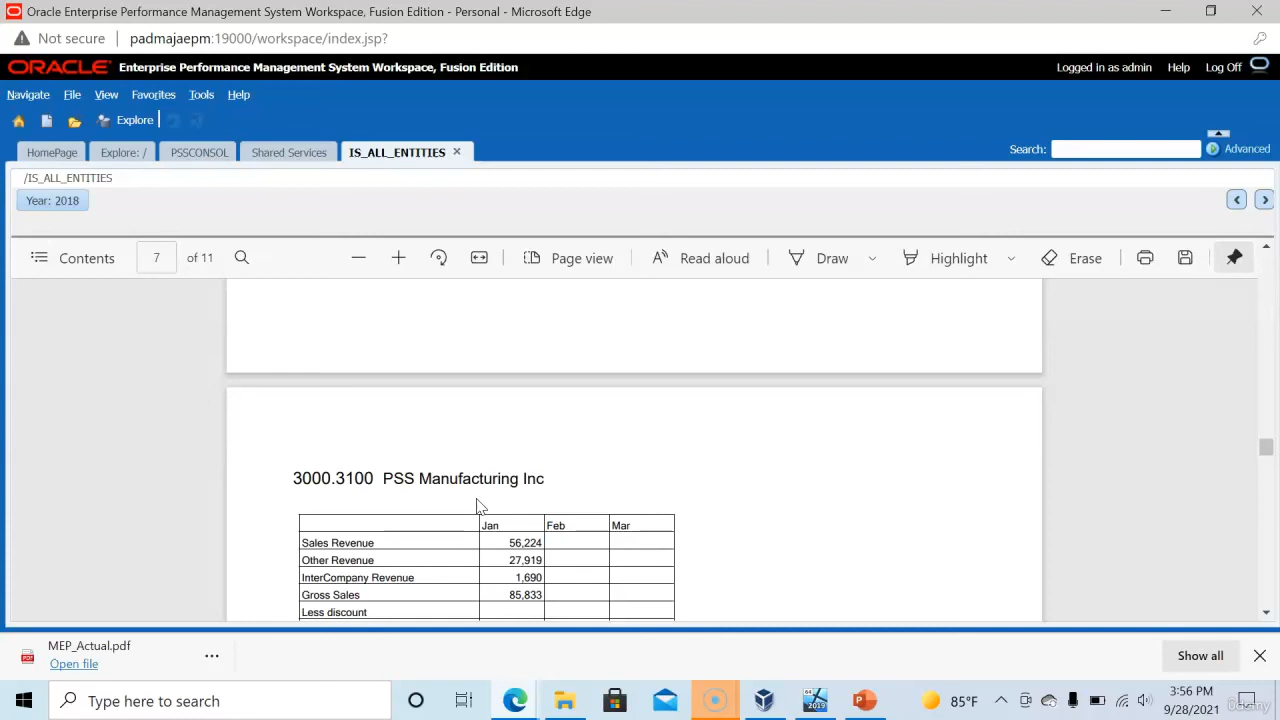 Oracle Enterprise Performance Management System Workspace, Fusion Edition - Personal - Microsoft Edge
Not secure padmajaepm:19000/workspace/index.jsp?
ORACLE Enterprise Performance Management System Workspace, Fusion Edition Logged in as admin Help Log Off
Navigate File View Favorites Tools Help
Explore
HomePage Explore: / PSSCONSOL Shared Services IS_ALL_ENTITIES Search: Advanced
/IS_ALL_ENTITIES
Year: 2018
Contents 7 of 11 Page view Read aloud Draw Highlight Erase
3000.3100 PSS Manufacturing Inc
Jan Feb Mar
Sales Revenue 56,224
Other Revenue 27,919
InterCompany Revenue 1,690
Gross Sales 85,833
Less discount
MEP_Actual.pdf
Open file
Show all
Type here to search
2019
85°F
3:56 PM
9/28/2021
Udemy